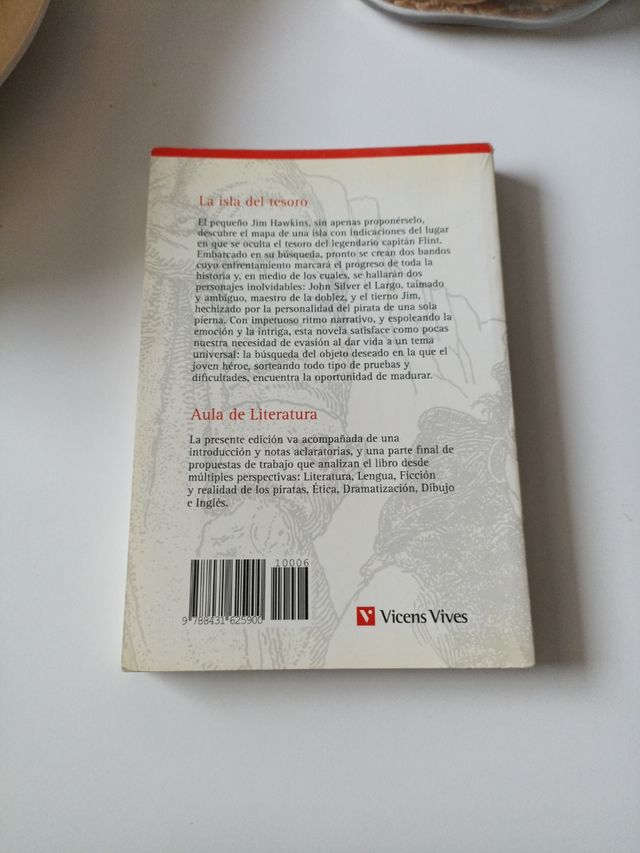 La isla del tesoro
El pequeño Jim Hawkins, sin apenas proponérselo,
descubre el mapa de una isla con indicaciones del lugar
en que se oculta el tesoro del legendario capitán Flint.
Embarcado en su búsqueda, pronto se crean dos bandos
cuyo enfrentamiento marcará el progreso de toda la
historia y, en medio de los cuales, se hallarán dos
personajes inolvidables: John Silver el Largo, taimado
y ambiguo, maestro de la doblez, y el tierno Jim,
hechizado por la personalidad del pirata de una sola
pierna. Con impetuoso ritmo narrativo, y espoleando la
emoción y la intriga, esta novela satisface como pocas
nuestra necesidad de evasión al dar vida a un tema
universal: la búsqueda del objeto deseado en la que el
joven héroe, sorteando todo tipo de pruebas y
dificultades, encuentra la oportunidad de madurar.
Aula de Literatura
La presente edición va acompañada de una
introducción y notas aclaratorias, y una parte final de
propuestas de trabajo que analizan el libro desde
múltiples perspectivas: Literatura, Lengua, Ficción
y realidad de los piratas, Ética, Dramatización, Dibujo
e Inglés.
10006
9 788431 625900
Vicens Vives